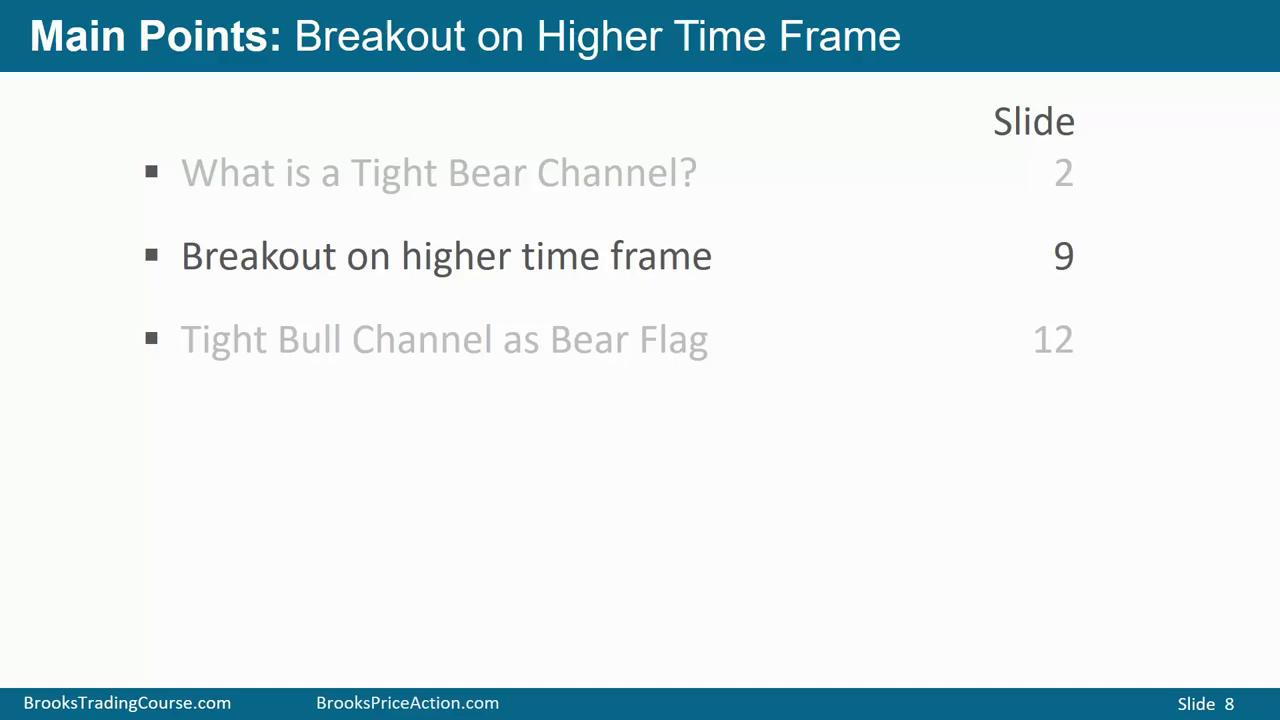 Main Points: Breakout on Higher Time Frame
Slide
▪ What is a Tight Bear Channel? 2
▪ Breakout on higher time frame 9
▪ Tight Bull Channel as Bear Flag 12
BrooksTradingCourse.com BrooksPriceAction.com Slide 8